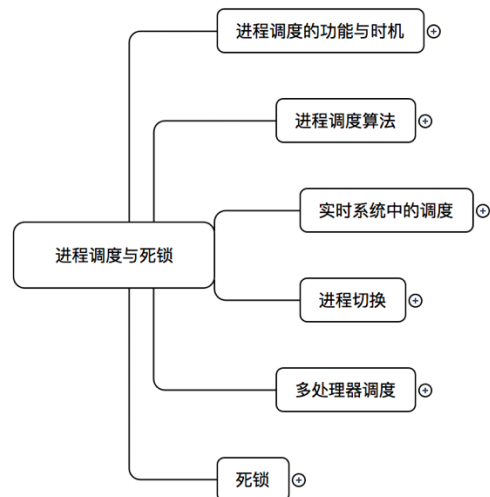 进程调度的功能与时机
进程调度算法
实时系统中的调度
进程调度与死锁
进程切换
多处理器调度
死锁